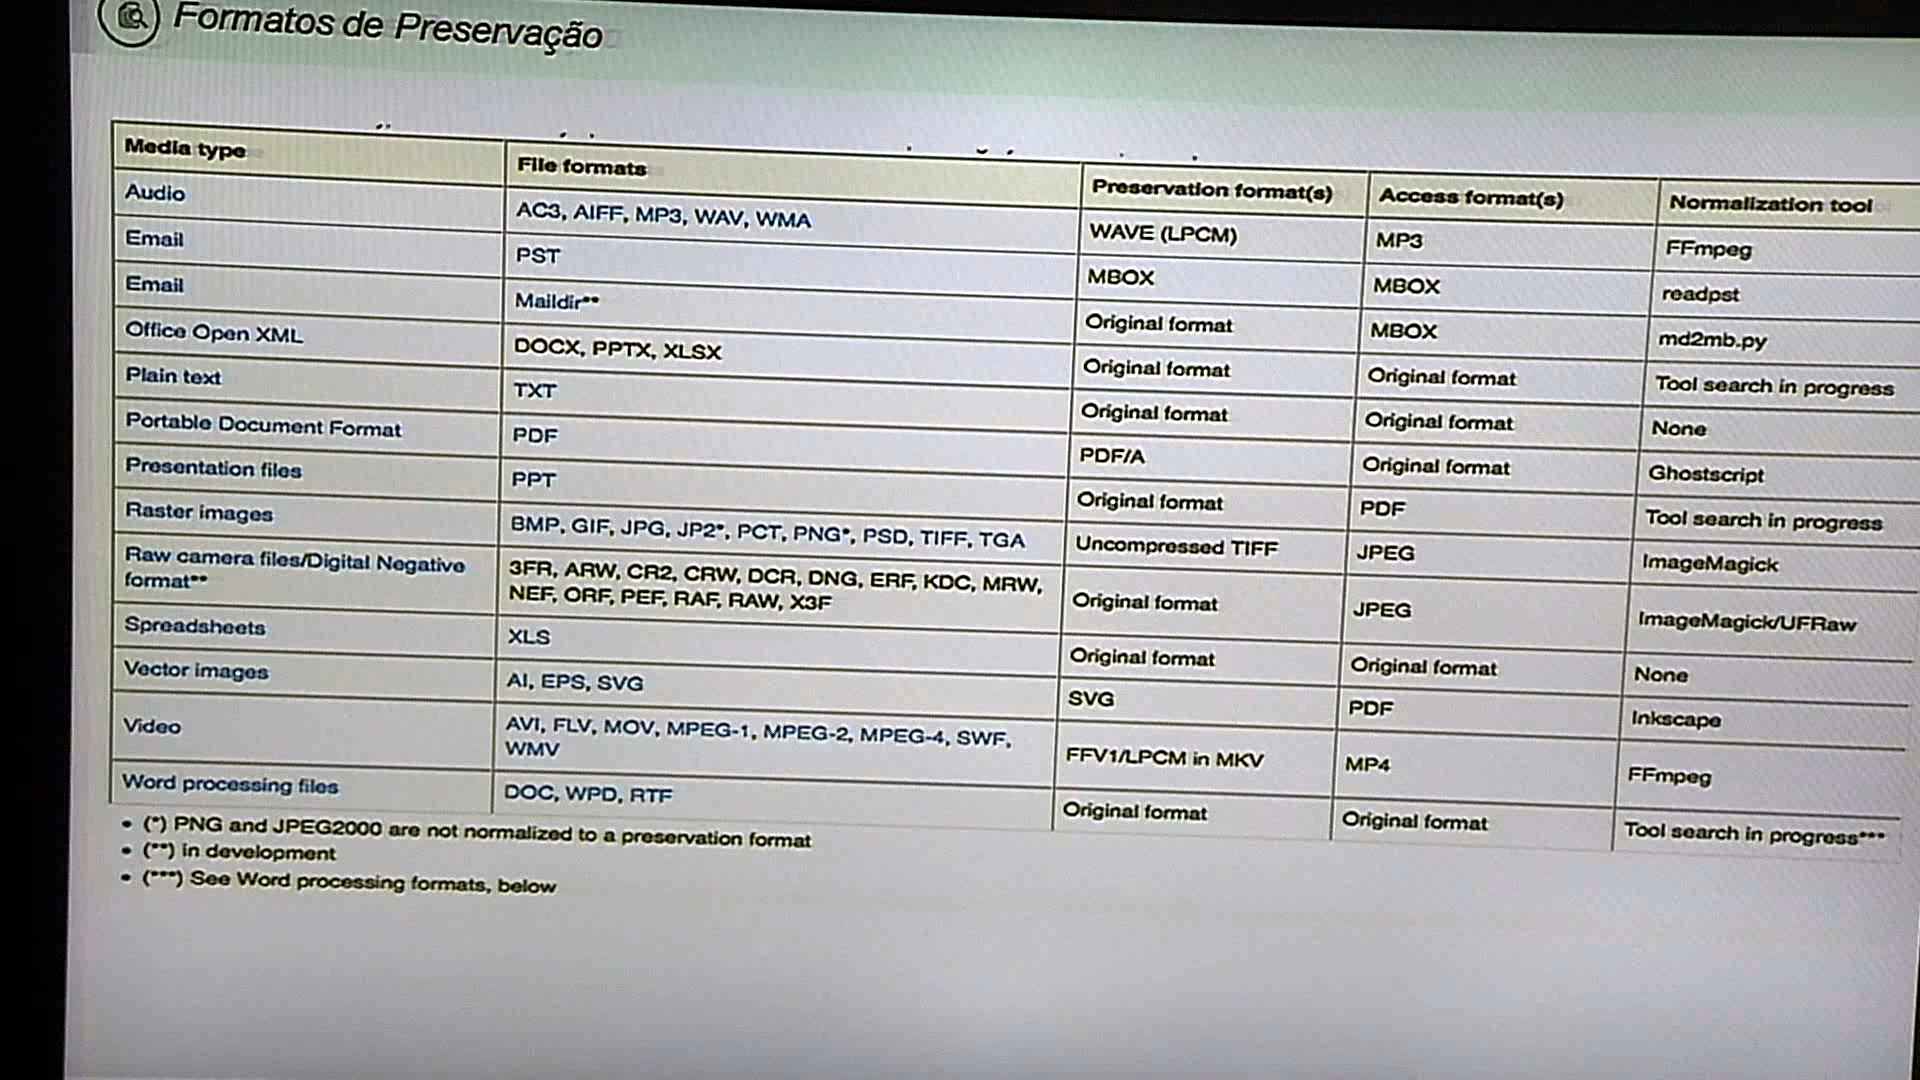 Formatos de Preservação
Media type File formats Preservation format(s) Access format(s) Normalization tool
Audio AC3, AIFF, MP3, WAV, WMA WAVE (LPCM) MP3 FFmpeg
Email PST MBOX MBOX readpst
Email Maildir** Original format MBOX md2mb.py
Office Open XML DOCX, PPTX, XLSX Original format Original format Tool search in progress
Plain text TXT Original format Original format None
Portable Document Format PDF PDF/A Original format Ghostscript
Presentation files PPT Original format PDF Tool search in progress
Raster images BMP, GIF, JPG, JP2*, PCT, PNG*, PSD, TIFF, TGA Uncompressed TIFF JPEG ImageMagick
Raw camera files/Digital Negative
format**
3FR, ARW, CR2, CRW, DCR, DNG, ERF, KDC, MRW,
NEF, ORF, PEF, RAF, RAW, X3F
Original format JPEG ImageMagick/UFRaw
Spreadsheets XLS Original format Original format None
Vector images AI, EPS, SVG SVG PDF Inkscape
Video
AVI, FLV, MOV, MPEG-1, MPEG-2, MPEG-4, SWF,
WMV
FFV1/LPCM in MKV MP4 FFmpeg
Word processing files DOC, WPD, RTF Original format Original format Tool search in progress***
• (*) PNG and JPEG2000 are not normalized to a preservation format
• (**) in development
• (***) See Word processing formats, below